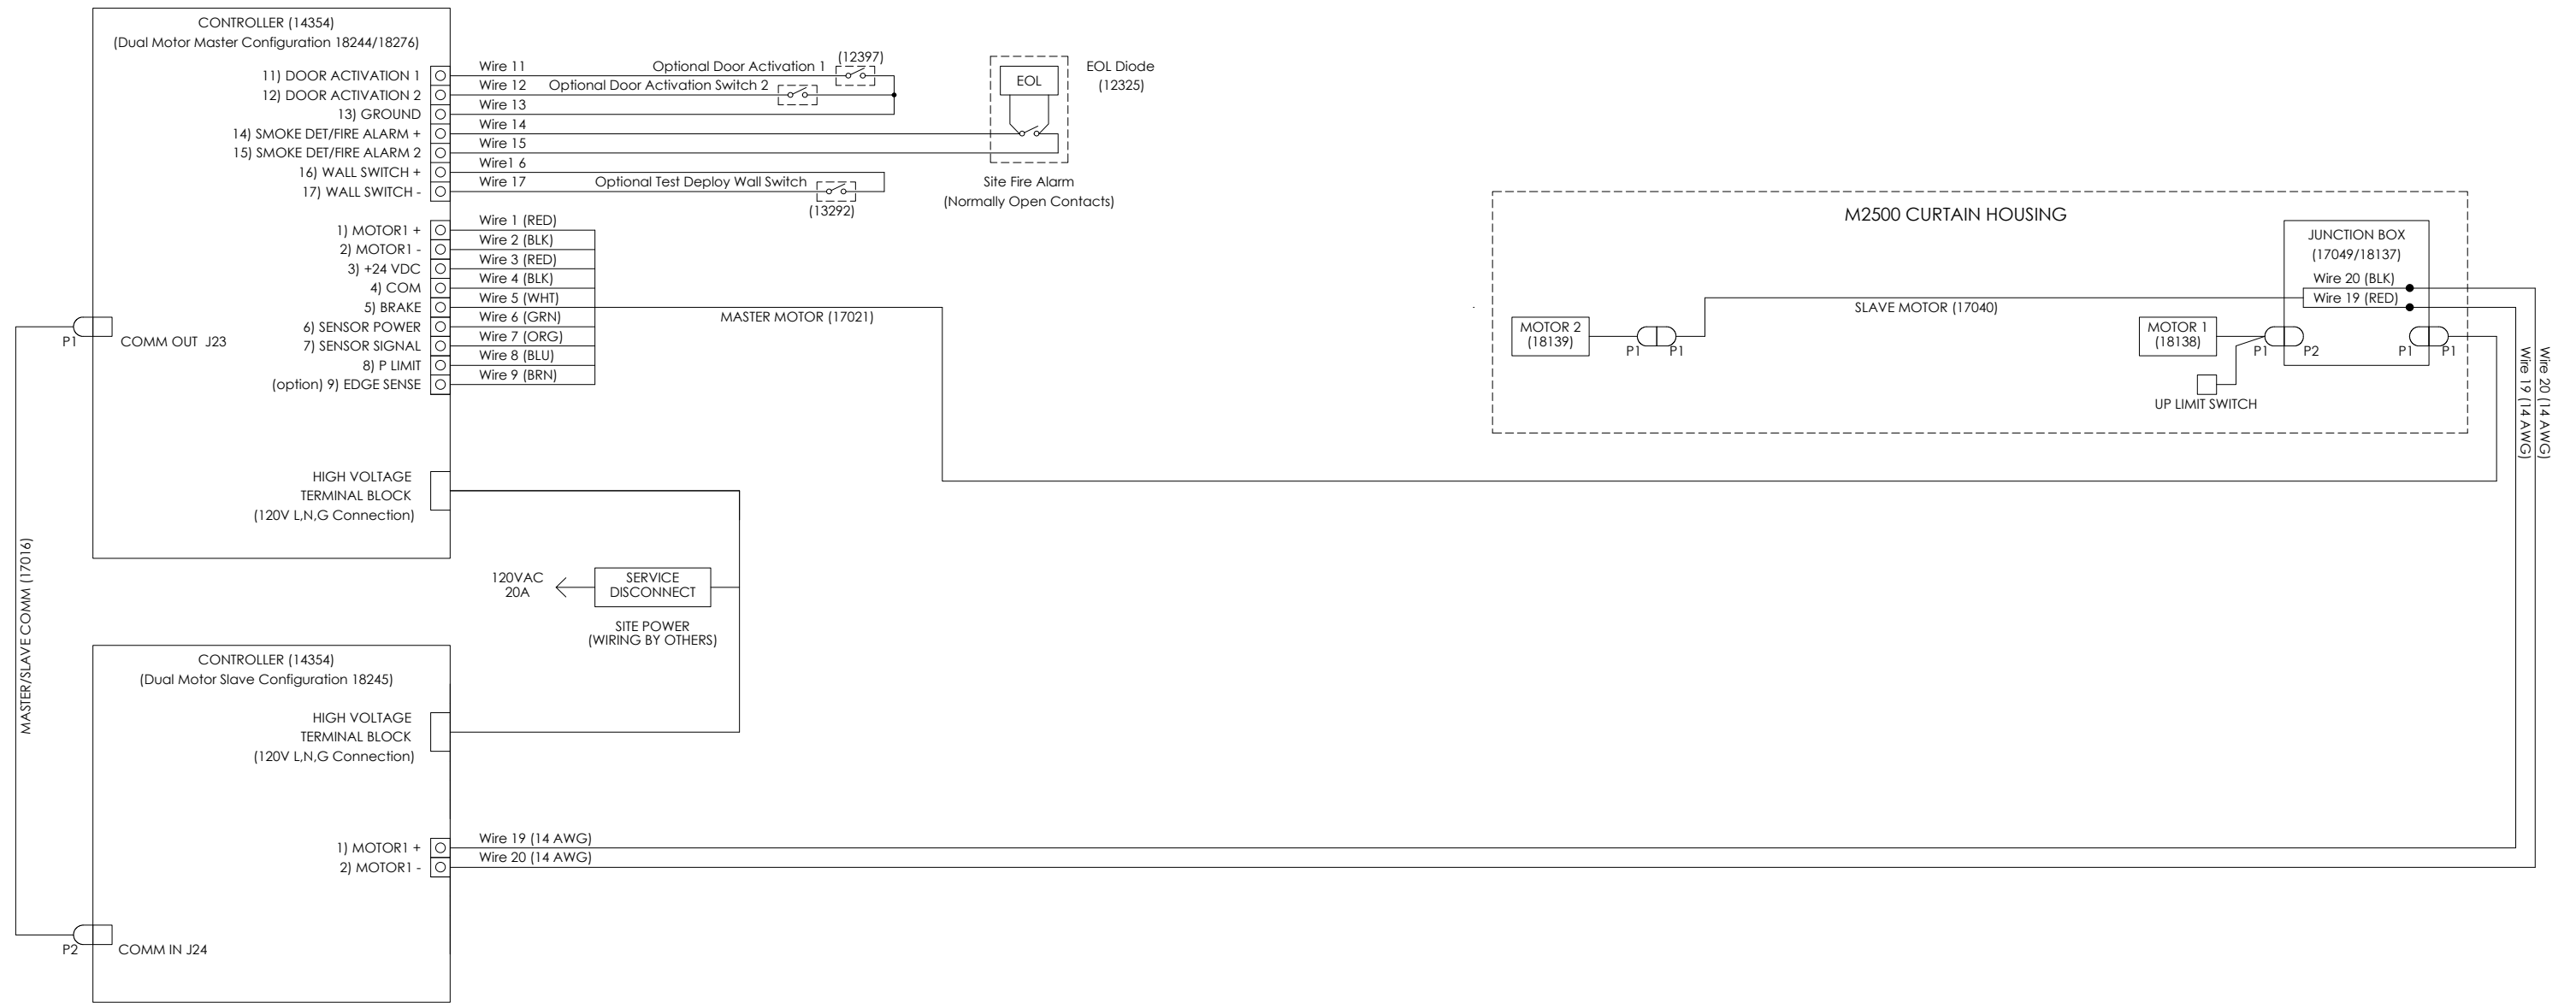 CONTROLLER (14354)
(Dual Motor Master Configuration 18244/18276)
11) DOOR ACTIVATION 1
12) DOOR ACTIVATION 2
13) GROUND
14) SMOKE DET/FIRE ALARM +
15) SMOKE DET/FIRE ALARM 2
16) WALL SWITCH +
17) WALL SWITCH -
Wire 11
Wire 12
Wire 13
Wire 14
Wire 15
Wire1 6
Wire 17
Optional Door Activation 1
(12397)
Optional Door Activation Switch 2
Optional Test Deploy Wall Switch
(13292)
EOL
EOL Diode
(12325)
Site Fire Alarm
(Normally Open Contacts)
1) MOTOR1 +
2) MOTOR1 -
3) +24 VDC
4) COM
5) BRAKE
6) SENSOR POWER
7) SENSOR SIGNAL
8) P LIMIT
(option) 9) EDGE SENSE
Wire 1 (RED)
Wire 2 (BLK)
Wire 3 (RED)
Wire 4 (BLK)
Wire 5 (WHT)
Wire 6 (GRN)
Wire 7 (ORG)
Wire 8 (BLU)
Wire 9 (BRN)
MASTER MOTOR (17021)
P1
COMM OUT J23
HIGH VOLTAGE
TERMINAL BLOCK
(120V L,N,G Connection)
MASTER/SLAVE COMM (17016)
120VAC
20A
SERVICE
DISCONNECT
SITE POWER
(WIRING BY OTHERS)
M2500 CURTAIN HOUSING
JUNCTION BOX
(17049/18137)
Wire 20 (BLK)
Wire 19 (RED)
SLAVE MOTOR (17040)
MOTOR 2
(18139)
P1
P1
MOTOR 1
(18138)
P1
P2
P1
P1
UP LIMIT SWITCH
Wire 19 (14 AWG)
Wire 20 (14 AWG)
CONTROLLER (14354)
(Dual Motor Slave Configuration 18245)
HIGH VOLTAGE
TERMINAL BLOCK
(120V L,N,G Connection)
1) MOTOR1 +
2) MOTOR1 -
Wire 19 (14 AWG)
Wire 20 (14 AWG)
P2
COMM IN J24